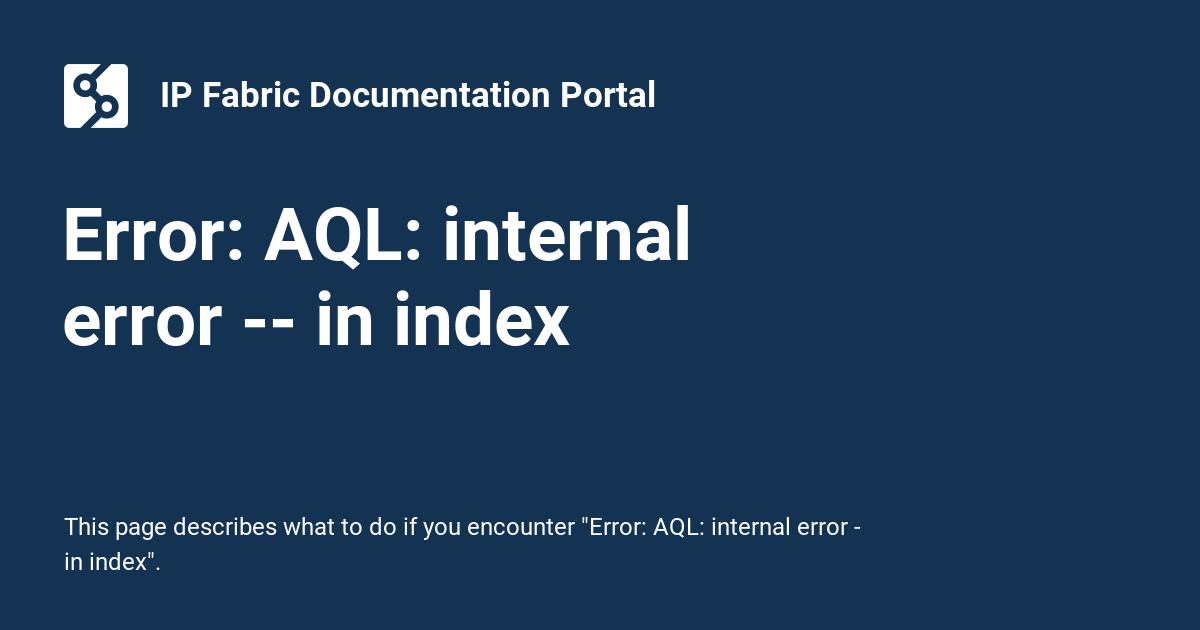 IP Fabric Documentation Portal
Error: AQL: internal
error -- in index
This page describes what to do if you encounter "Error: AQL: internal error -
in index".